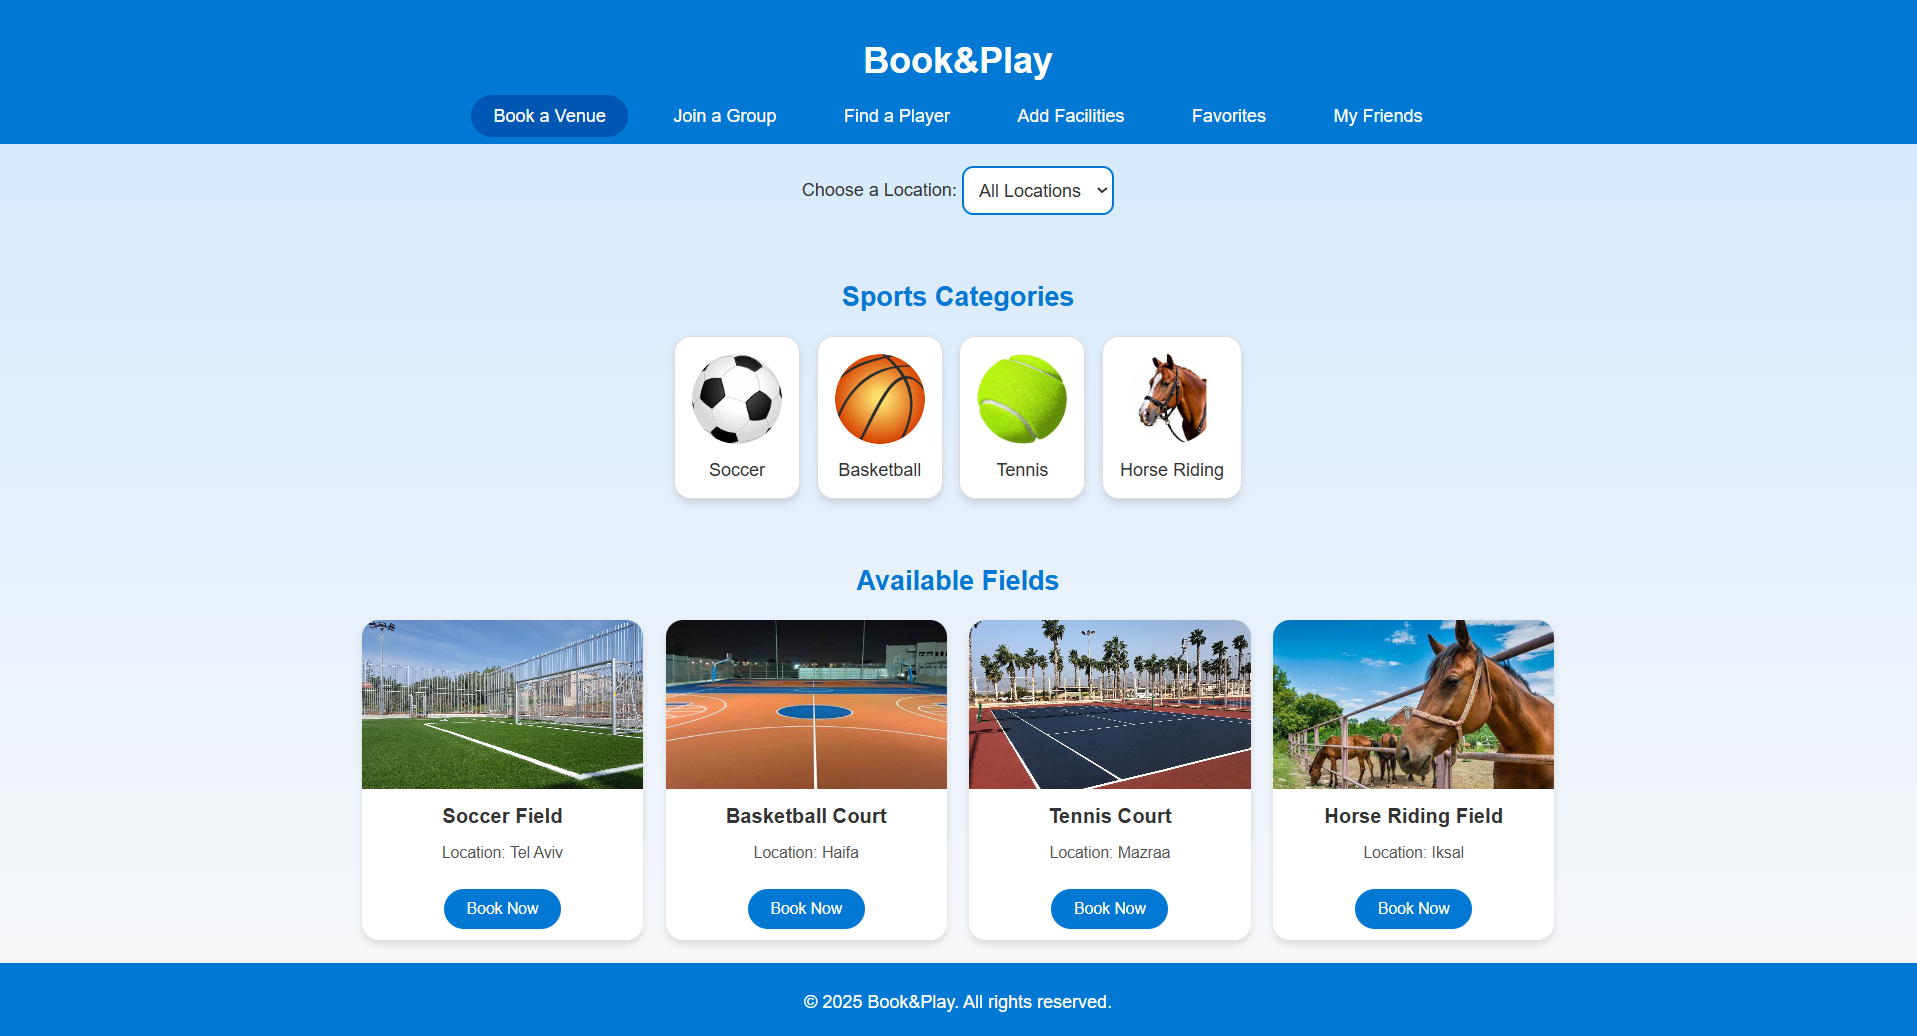 Book&Play
Book a Venue Join a Group Find a Player Add Facilities Favorites My Friends
Choose a Location: All Locations
Sports Categories
Soccer Basketball Tennis Horse Riding
Available Fields
Soccer Field Basketball Court Tennis Court Horse Riding Field
Location: Tel Aviv Location: Haifa Location: Mazraa Location: Iksal
Book Now Book Now Book Now Book Now
© 2025 Book&Play. All rights reserved.